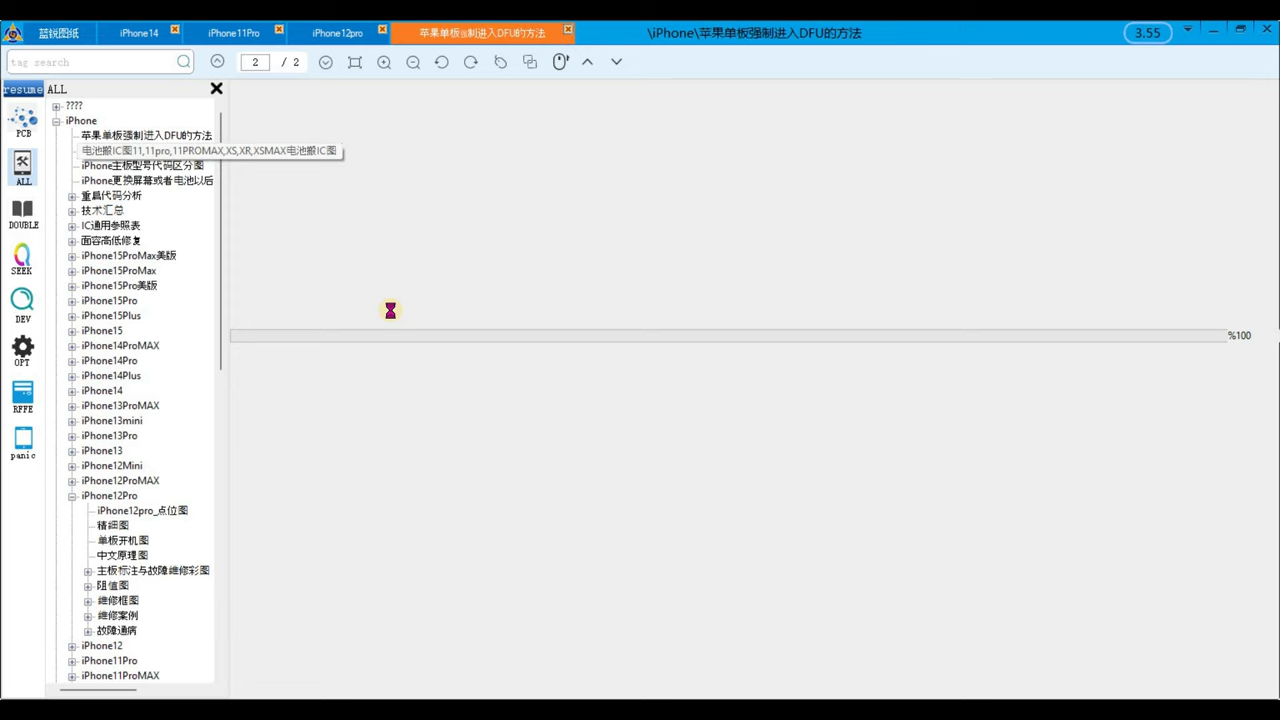 蓝锐图纸
iPhone14
iPhone11Pro
iPhone12pro
苹果单板强制进入DFU的方法
\iPhone\苹果单板强制进入DFU的方法
3.55
tag search
2
/ 2
resume
ALL
????
iPhone
苹果单板强制进入DFU的方法
电池搬IC图11,11pro,11PROMAX,XS,XR,XSMAX电池搬IC图
iPhone主板型号代码区分图
iPhone更换屏幕或者电池以后
重启代码分析
技术汇总
IC通用参照表
面容高低修复
iPhone15ProMax美版
iPhone15ProMax
iPhone15Pro美版
iPhone15Pro
iPhone15Plus
iPhone15
iPhone14ProMAX
iPhone14Pro
iPhone14Plus
iPhone14
iPhone13ProMAX
iPhone13mini
iPhone13Pro
iPhone13
iPhone12Mini
iPhone12ProMAX
iPhone12Pro
iPhone12pro_点位图
精细图
单板开机图
中文原理图
主板标注与故障维修彩图
阻值图
维修框图
维修案例
故障通病
iPhone12
iPhone11Pro
iPhone11ProMAX
PCB
ALL
DOUBLE
SEEK
DEV
OPT
RFFE
panic
%100